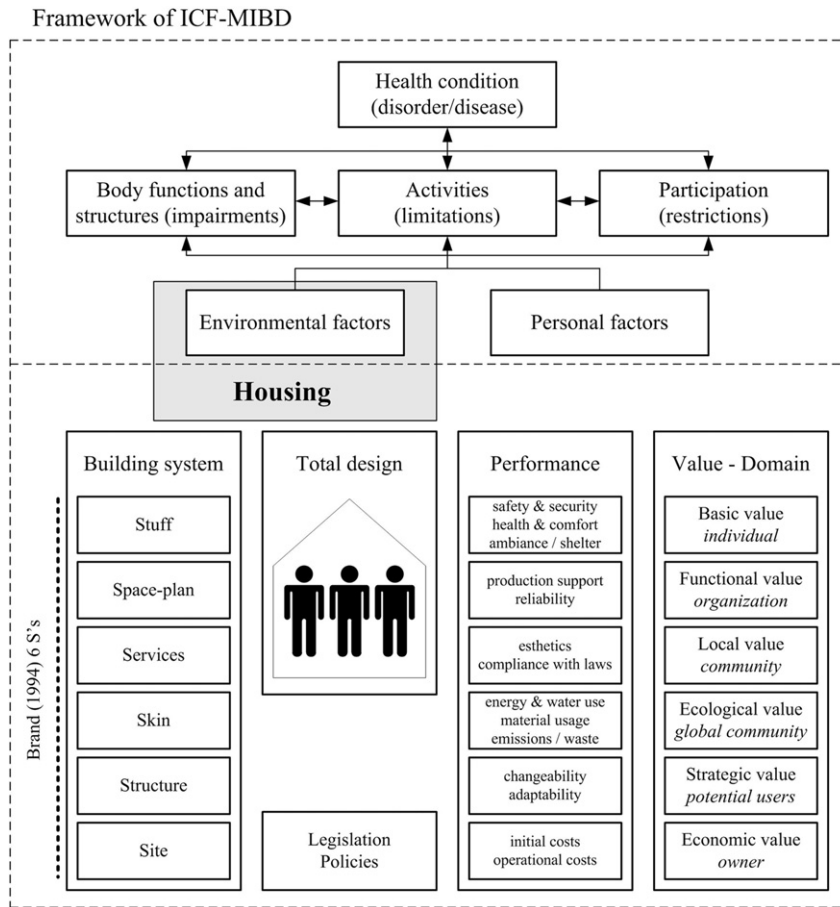 Framework of ICF-MIBD
Health condition
(disorder/disease)
Body functions and
structures (impairments)
Activities
(limitations)
Participation
(restrictions)
Environmental factors
Personal factors
Housing
Brand (1994) 6 S's
Building system
Stuff
Space-plan
Services
Skin
Structure
Site
Total design
Legislation
Policies
Performance
safety & security
health & comfort
ambiance / shelter
production support
reliability
esthetics
compliance with laws
energy & water use
material usage
emissions / waste
changeability
adaptability
initial costs
operational costs
Value - Domain
Basic value
individual
Functional value
organization
Local value
community
Ecological value
global community
Strategic value
potential users
Economic value
owner